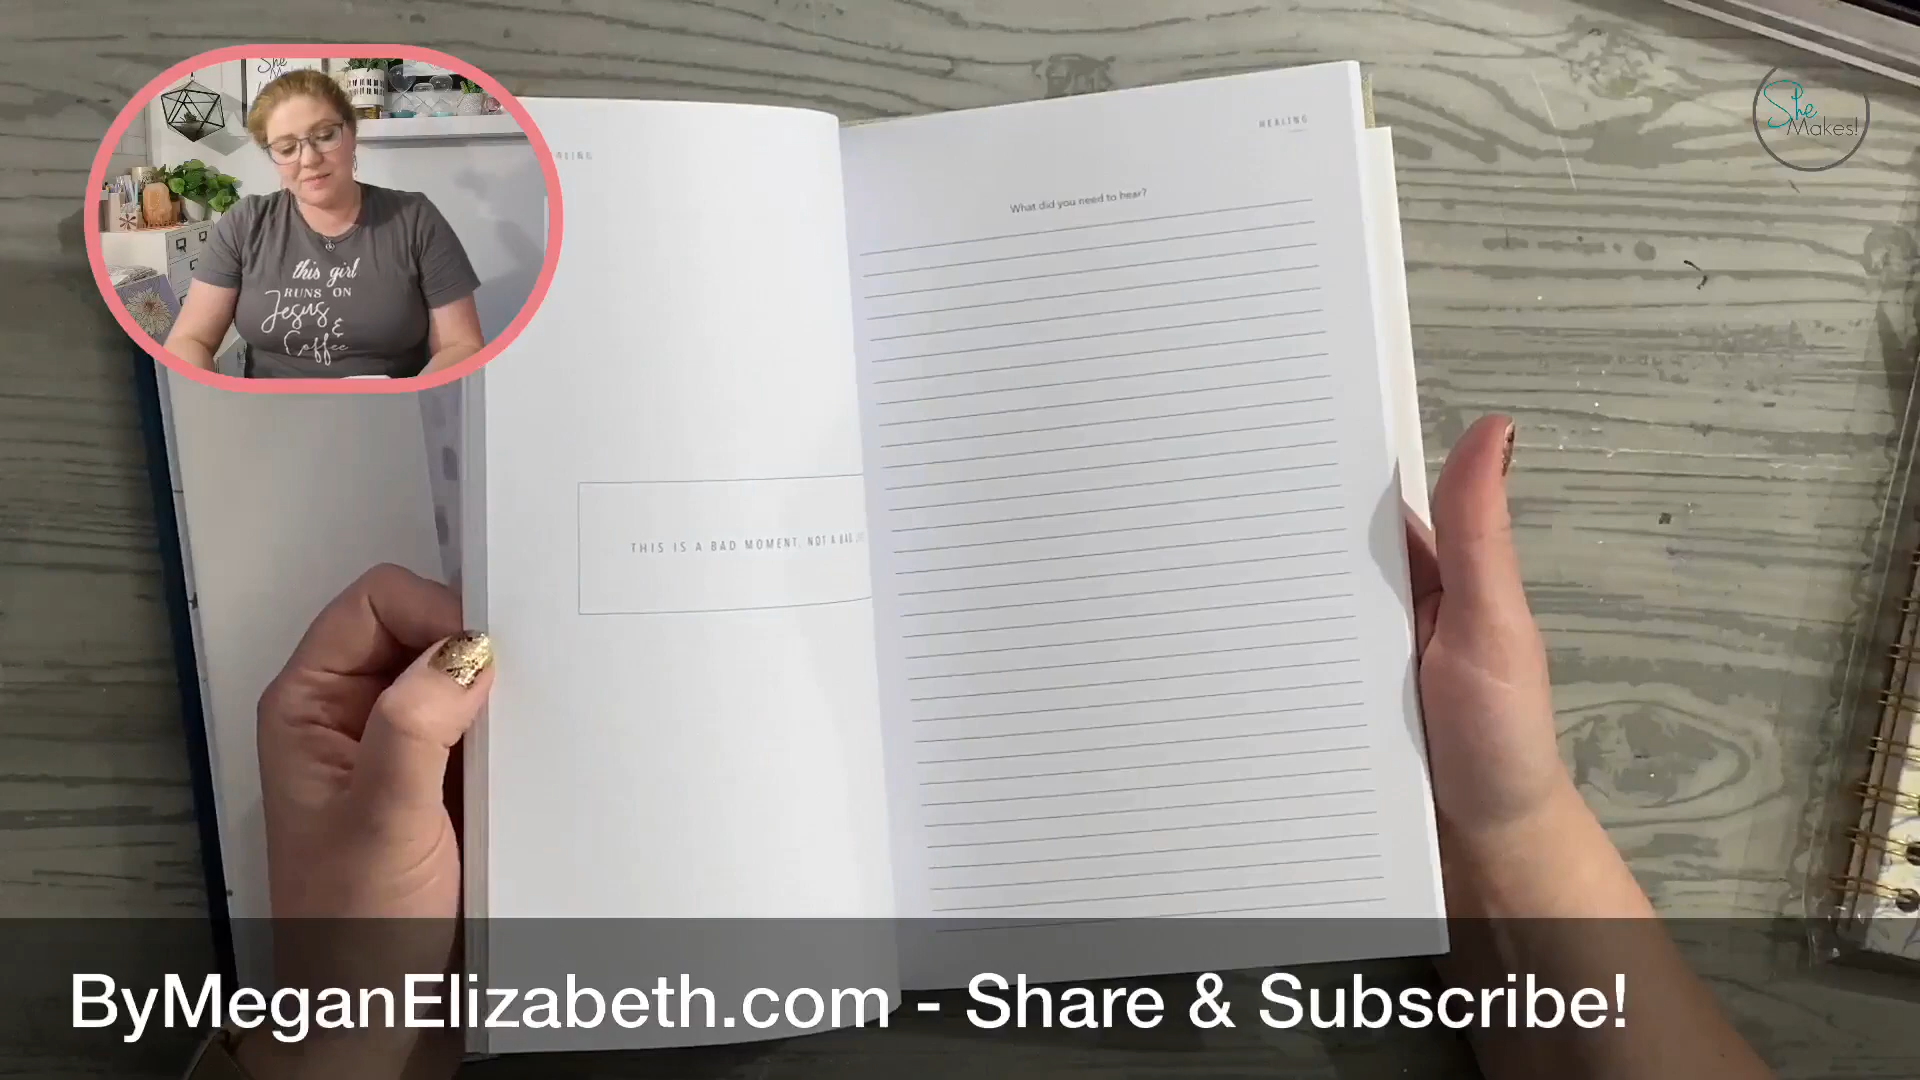 She
this girl
RUNS ON
Jesus
&
Coffee
HEALING
What did you need to hear?
THIS IS A BAD MOMENT, NOT A BAD
She
Makes!
ByMeganElizabeth.com - Share & Subscribe!